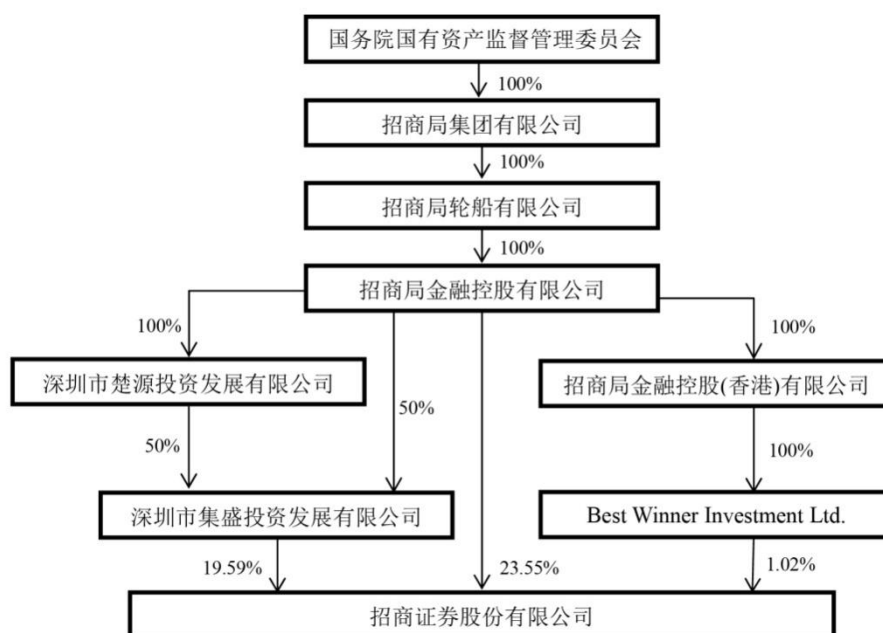 国务院国有资产监督管理委员会
100%
招商局集团有限公司
100%
招商局轮船有限公司
100%
招商局金融控股有限公司
100%
100%
深圳市楚源投资发展有限公司
招商局金融控股(香港)有限公司
50%
50%
100%
深圳市集盛投资发展有限公司
Best Winner Investment Ltd.
19.59%
23.55%
1.02%
招商证券股份有限公司